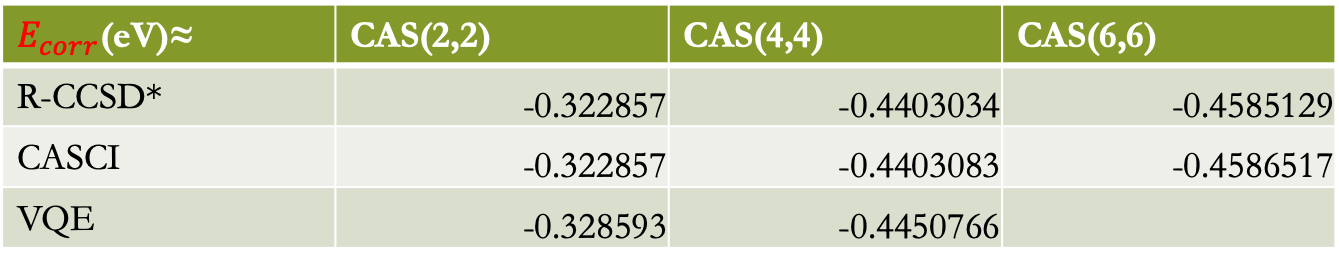 E_corr (eV)≈ CAS(2,2) CAS(4,4) CAS(6,6)
R-CCSD* -0.322857 -0.4403034 -0.4585129
CASCI -0.322857 -0.4403083 -0.4586517
VQE -0.328593 -0.4450766